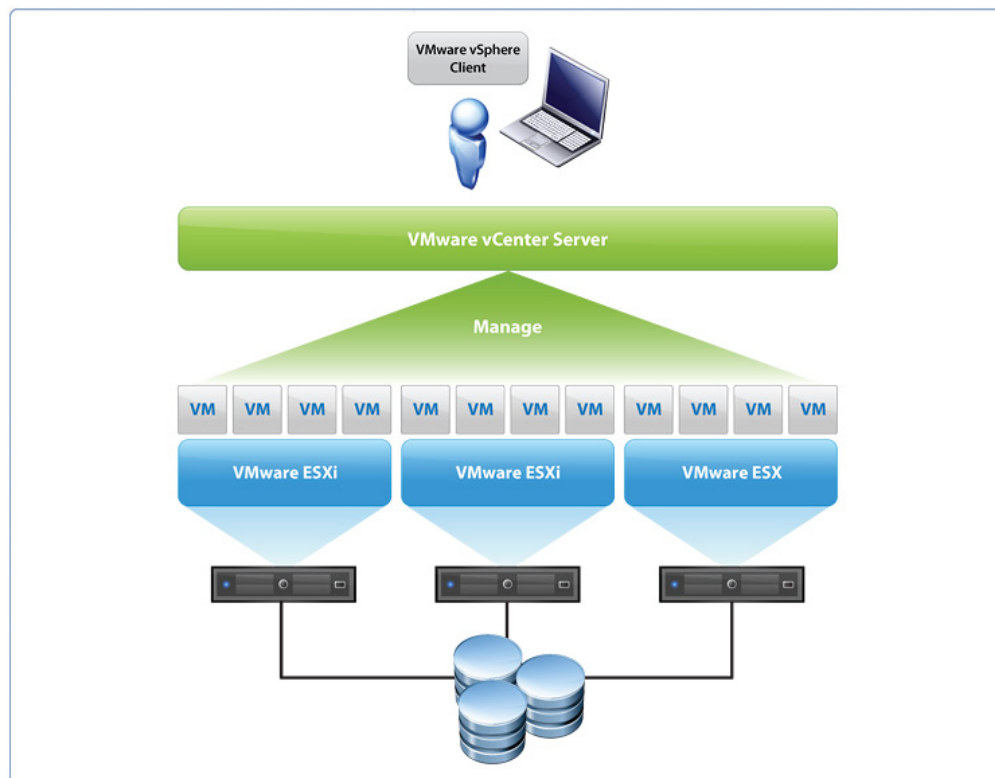 VMware vSphere
Client
VMware vCenter Server
Manage
VM VM VM VM VM VM VM VM VM VM VM VM
VMware ESXi VMware ESXi VMware ESX